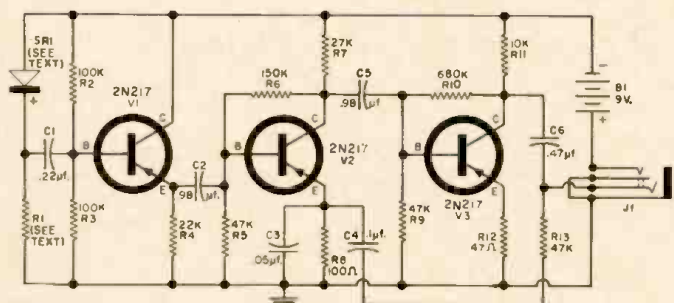 SR1
(SEE
TEXT)
+
100K
R2
C1
.22µf.
R1
(SEE
TEXT)
100K
R3
2N217
V1
B
C
E
22K
R4
C2
.98 µf.
150K
R6
27K
R7
C5
.98 µf
B
C
E
2N217
V2
47K
R5
C3
.05µf.
R8
100Ω
C4
.1µf.
680K
R10
10K
R11
B
C
E
2N217
V3
47K
R9
R12
47Ω
C6
.47µf
R13
47K
-
B1
9V.
+
J1